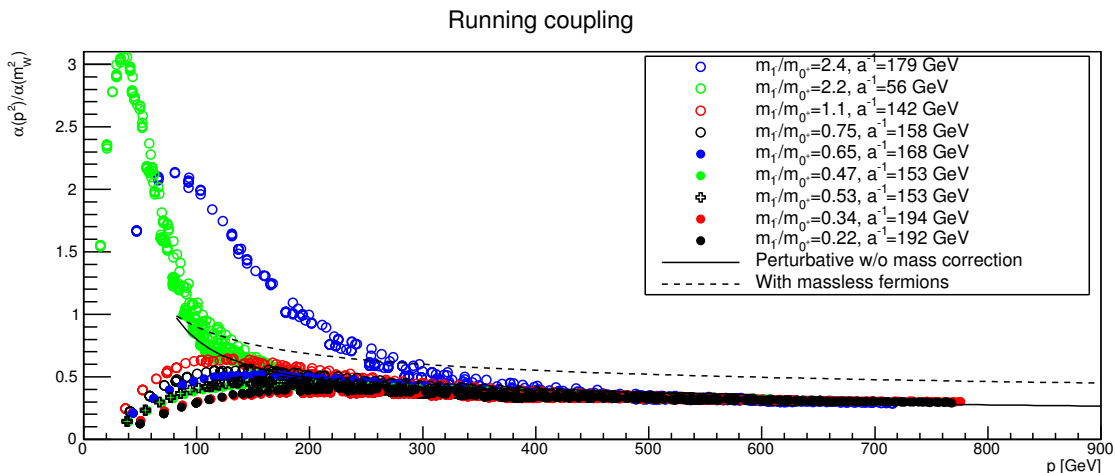 Running coupling
α(p²)/α(m²_W)
3
2.5
2
1.5
1
0.5
0
0 100 200 300 400 500 600 700 800 900
p [GeV]
m₁⁻/m₀⁺=2.4, a⁻¹=179 GeV
m₁⁻/m₀⁺=2.2, a⁻¹=56 GeV
m₁⁻/m₀⁺=1.1, a⁻¹=142 GeV
m₁⁻/m₀⁺=0.75, a⁻¹=158 GeV
m₁⁻/m₀⁺=0.65, a⁻¹=168 GeV
m₁⁻/m₀⁺=0.47, a⁻¹=153 GeV
m₁⁻/m₀⁺=0.53, a⁻¹=153 GeV
m₁⁻/m₀⁺=0.34, a⁻¹=194 GeV
m₁⁻/m₀⁺=0.22, a⁻¹=192 GeV
Perturbative w/o mass correction
With massless fermions